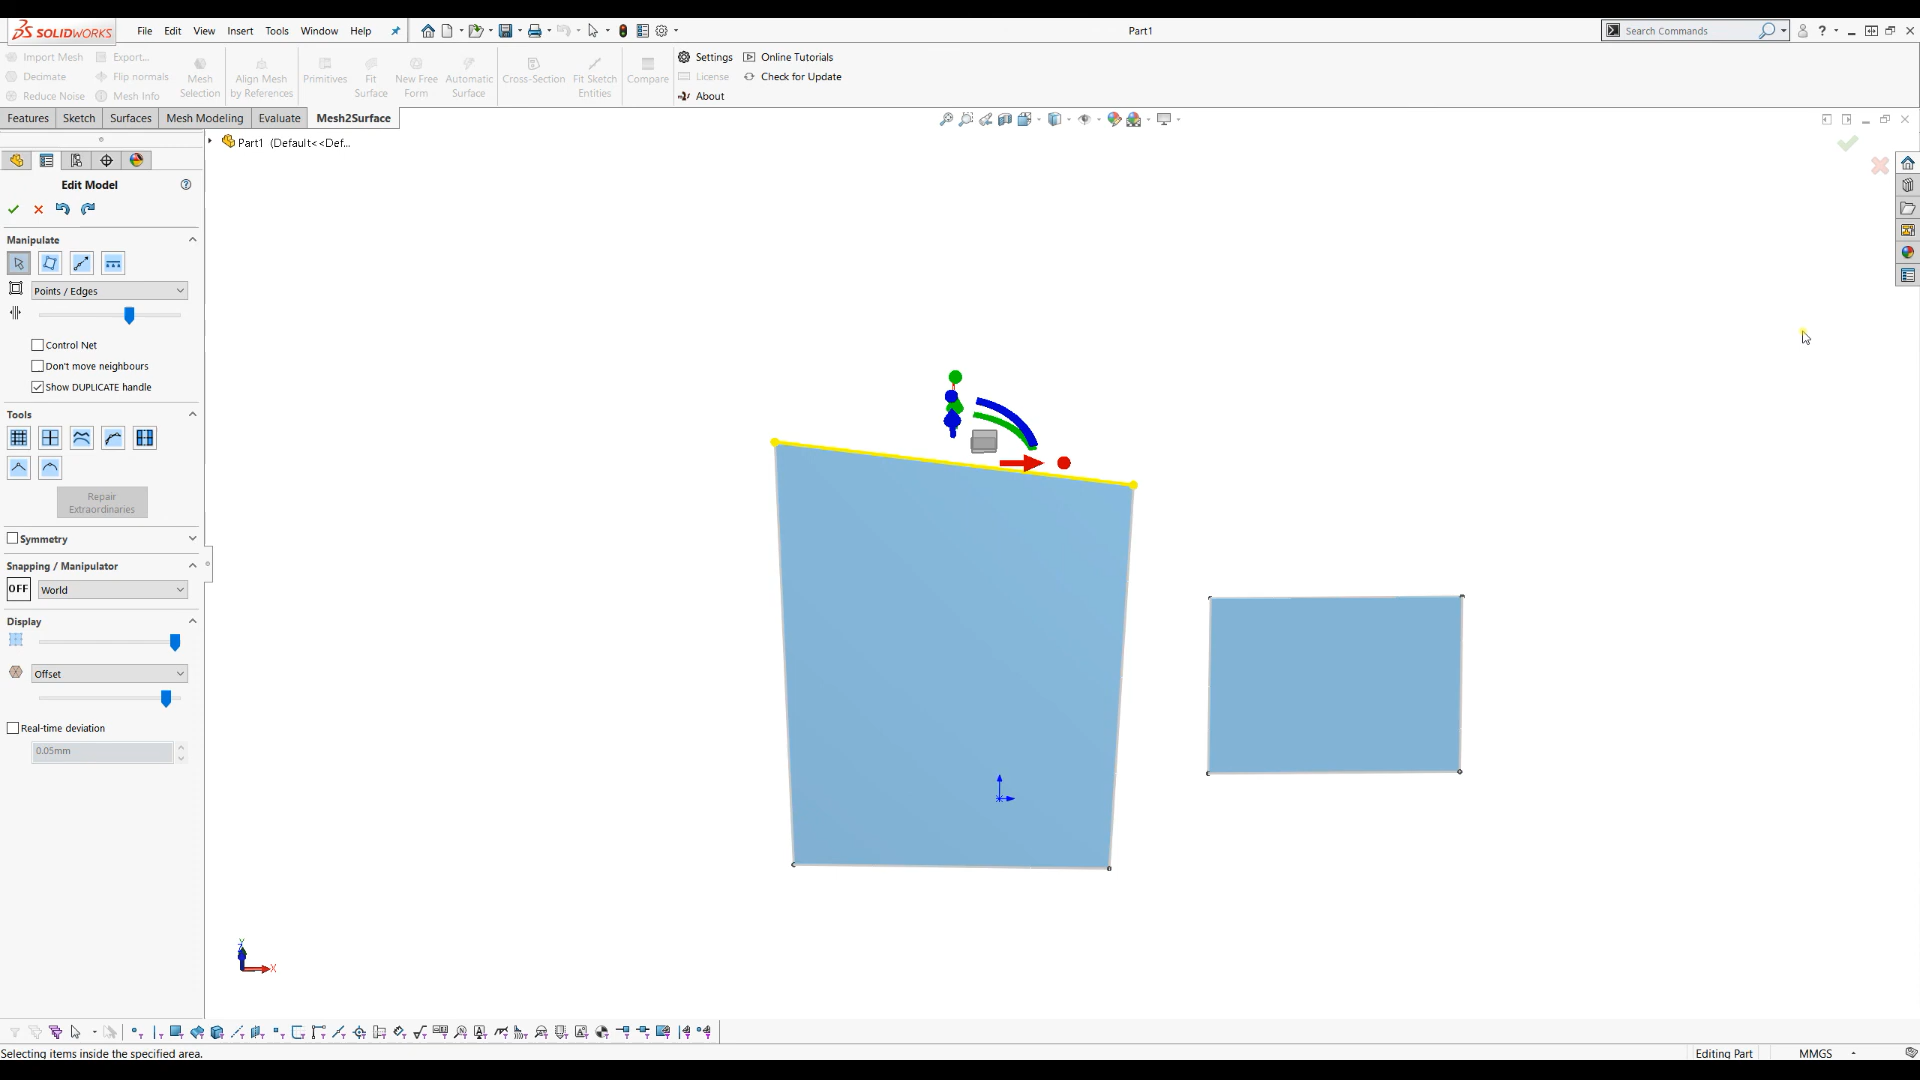 SOLIDWORKS File Edit View Insert Tools Window Help Part1 Search Commands
Import Mesh Export...
Decimate Flip normals
Reduce Noise Mesh Info
Mesh Selection
Align Mesh by References
Primitives
Fit Surface
New Free Form
Automatic Surface
Cross-Section
Fit Sketch Entities
Compare
Settings Online Tutorials
License Check for Update
About
Features Sketch Surfaces Mesh Modeling Evaluate Mesh2Surface
Part1 (Default<<Def...
Edit Model
Manipulate
Points / Edges
Control Net
Don't move neighbours
Show DUPLICATE handle
Tools
Repair
Extraordinaries
Symmetry
Snapping / Manipulator
OFF World
Display
Offset
Real-time deviation
0.05mm
Y
Z
X
Selecting items inside the specified area. Editing Part MMGS